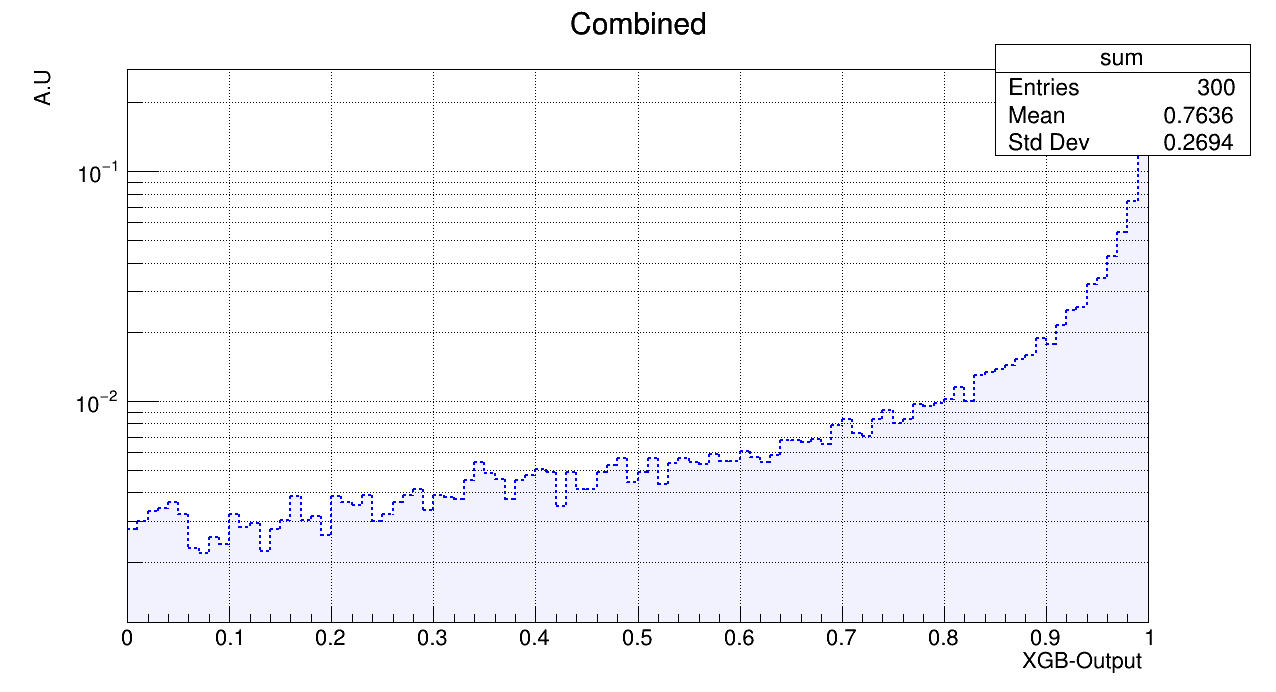 Combined
A.U
sum
Entries 300
Mean 0.7636
Std Dev 0.2694
10⁻¹
10⁻²
0 0.1 0.2 0.3 0.4 0.5 0.6 0.7 0.8 0.9 1
XGB-Output